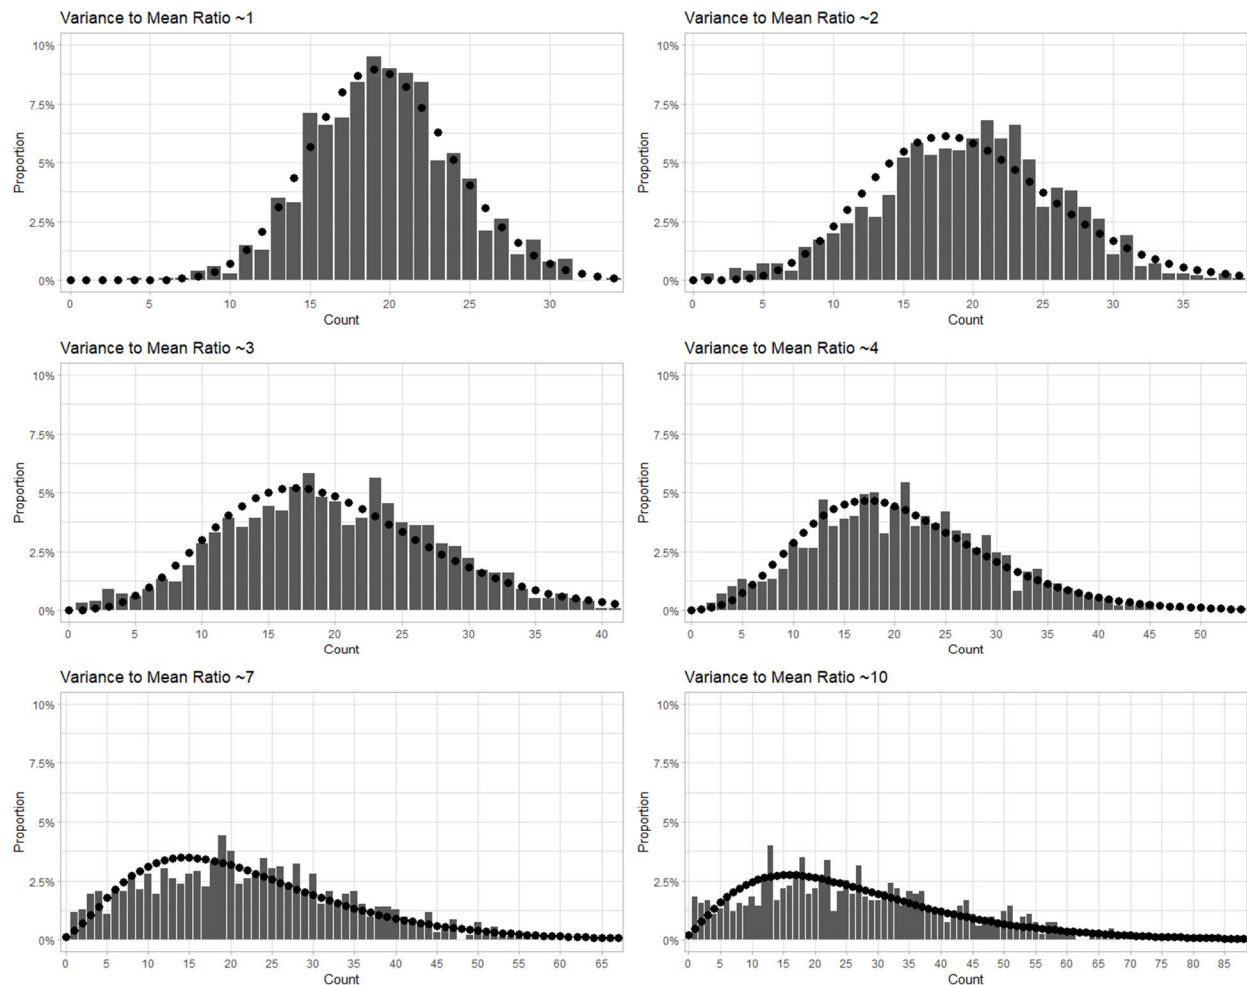 Variance to Mean Ratio ~1
Variance to Mean Ratio ~2
10%
7.5%
5%
2.5%
0%
Proportion
0 5 10 15 20 25 30
Count
10%
7.5%
5%
2.5%
0%
Proportion
0 5 10 15 20 25 30 35
Count
Variance to Mean Ratio ~3
Variance to Mean Ratio ~4
10%
7.5%
5%
2.5%
0%
Proportion
0 5 10 15 20 25 30 35 40
Count
10%
7.5%
5%
2.5%
0%
Proportion
0 5 10 15 20 25 30 35 40 45 50
Count
Variance to Mean Ratio ~7
Variance to Mean Ratio ~10
10%
7.5%
5%
2.5%
0%
Proportion
0 5 10 15 20 25 30 35 40 45 50 55 60 65
Count
10%
7.5%
5%
2.5%
0%
Proportion
0 5 10 15 20 25 30 35 40 45 50 55 60 65 70 75 80 85
Count